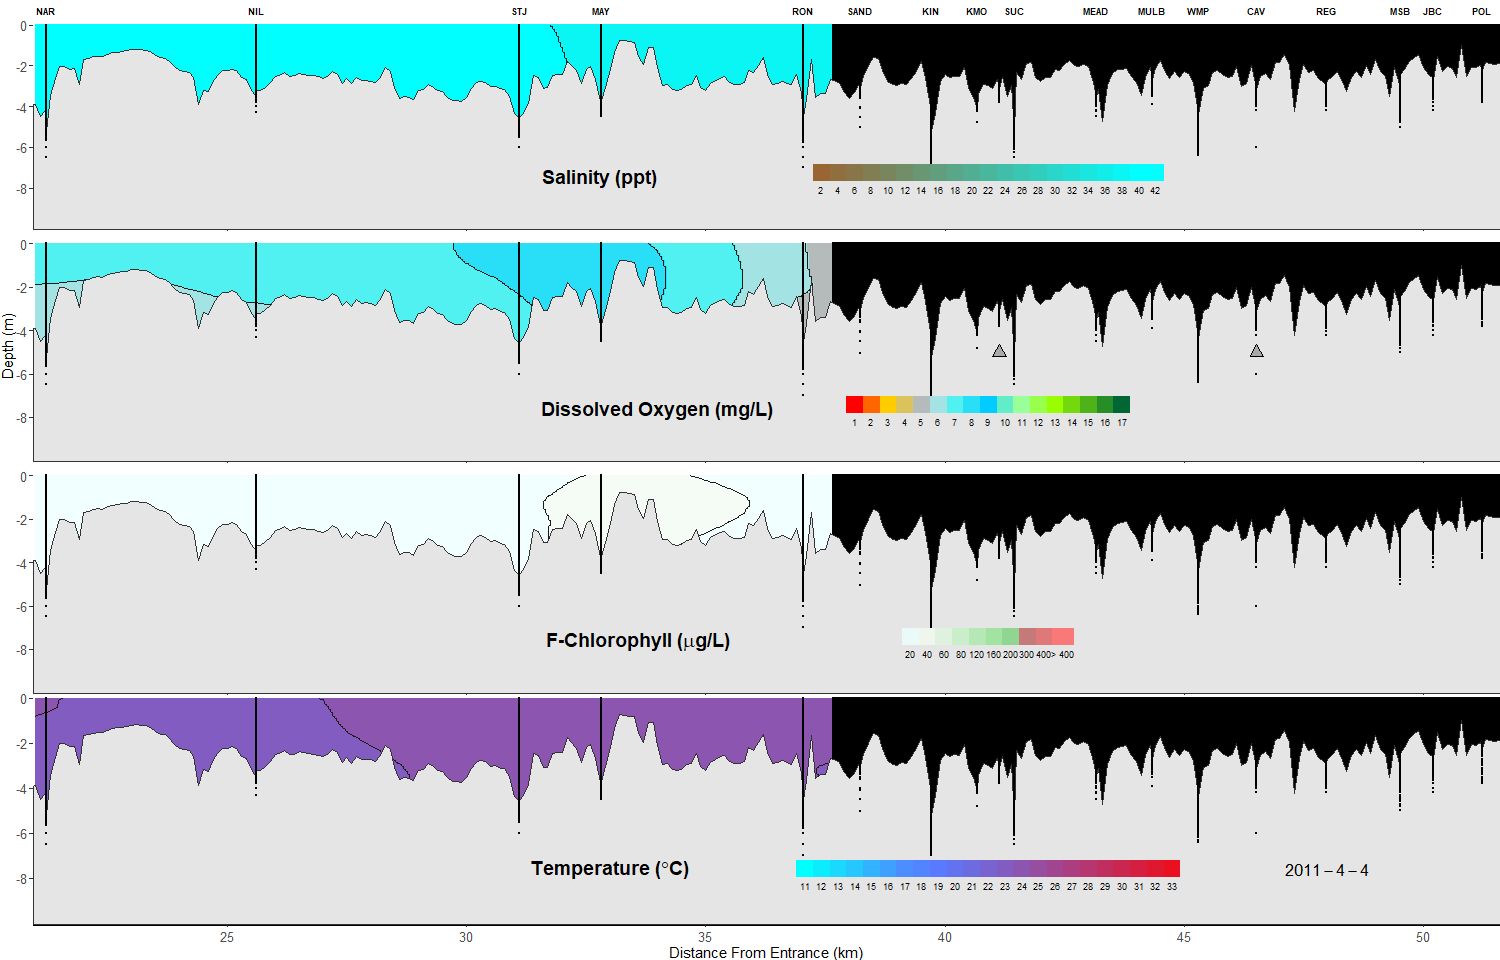 NAR NIL STJ MAY RON SAND KIN KMO SUC MEAD MULB WMP CAV REG MSB JBC POL
0
-2
-4
-6
-8
Salinity (ppt)
2 4 6 8 10 12 14 16 18 20 22 24 26 28 30 32 34 36 38 40 42
0
-2
-4
-6
-8
Depth (m)
Dissolved Oxygen (mg/L)
1 2 3 4 5 6 7 8 9 10 11 12 13 14 15 16 17
0
-2
-4
-6
-8
F-Chlorophyll (μg/L)
20 40 60 80 120 160 200 300 400> 400
0
-2
-4
-6
-8
Temperature (°C)
11 12 13 14 15 16 17 18 19 20 21 22 23 24 25 26 27 28 29 30 31 32 33
2011 – 4 – 4
25 30 35 40 45 50
Distance From Entrance (km)